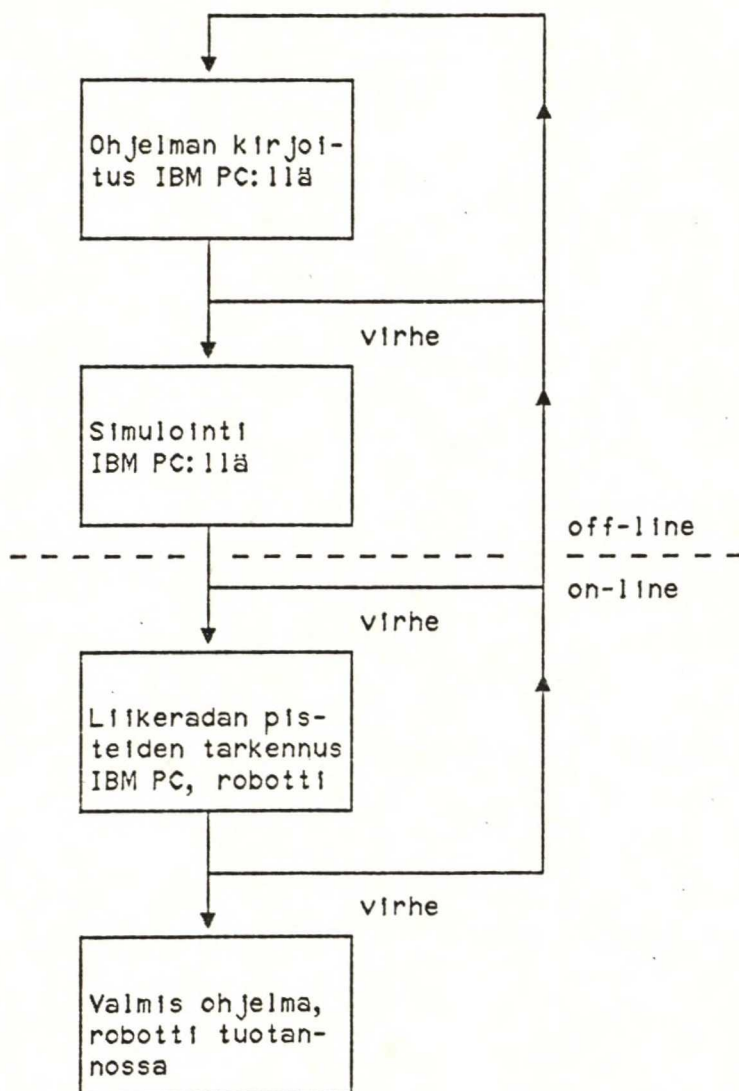 Ohjelman kirjoi-
tus IBM PC:llä
virhe
Simulointi
IBM PC:llä
off-line
on-line
virhe
Liikeradan pis-
teiden tarkennus
IBM PC, robotti
virhe
Valmis ohjelma,
robotti tuotan-
nossa